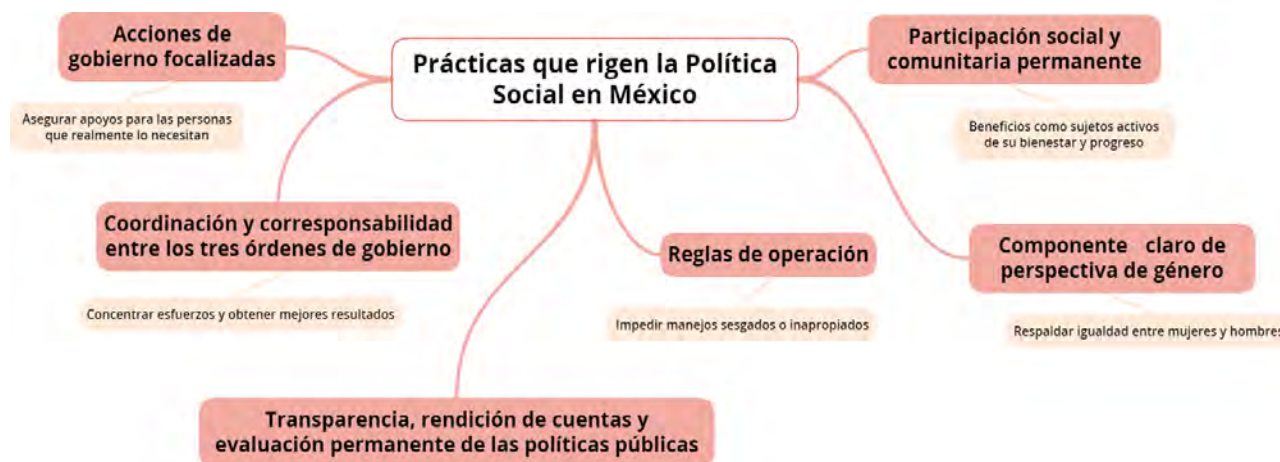 Prácticas que rigen la Política
Social en México
Acciones de
gobierno focalizadas
Asegurar apoyos para las personas
que realmente lo necesitan
Coordinación y corresponsabilidad
entre los tres órdenes de gobierno
Concentrar esfuerzos y obtener mejores resultados
Transparencia, rendición de cuentas y
evaluación permanente de las políticas públicas
Reglas de operación
Impedir manejos sesgados o inapropiados
Participación social y
comunitaria permanente
Beneficios como sujetos activos
de su bienestar y progreso
Componente claro de
perspectiva de género
Respaldar igualdad entre mujeres y hombres